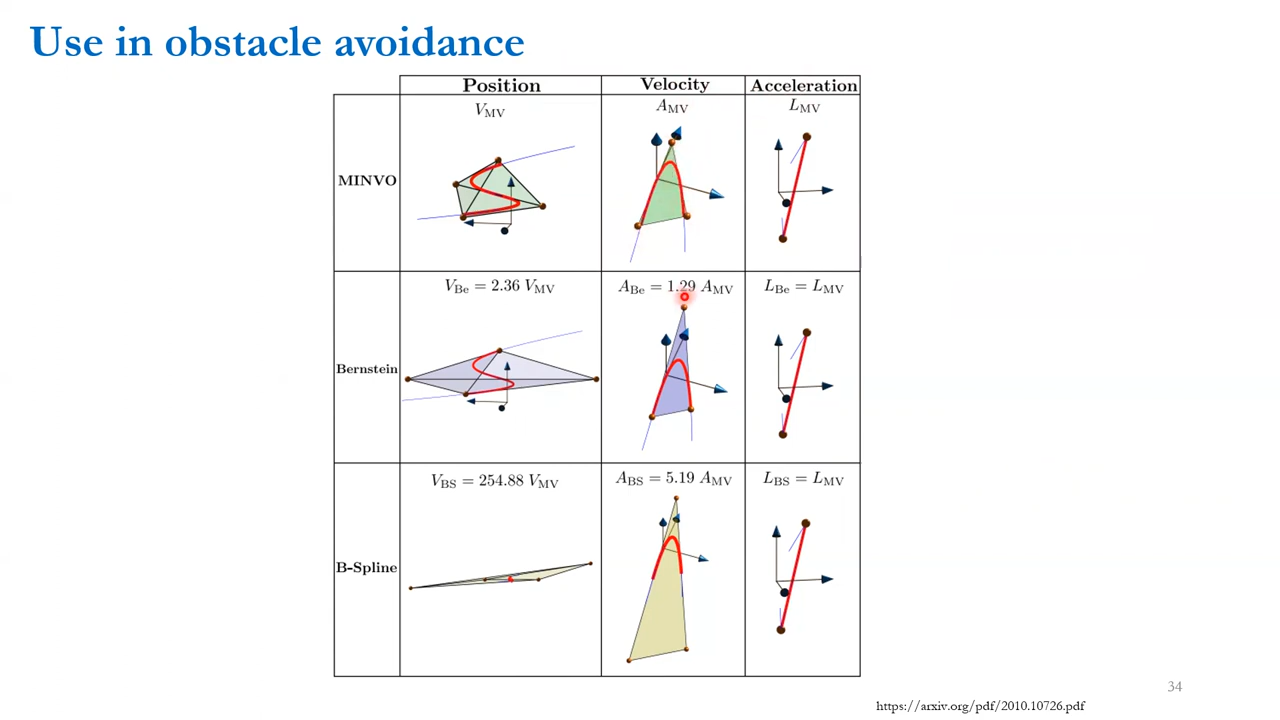 Use in obstacle avoidance
Position Velocity Acceleration
MINVO V_MV A_MV L_MV
Bernstein V_Be = 2.36 V_MV A_Be = 1.29 A_MV L_Be = L_MV
B-Spline V_BS = 254.88 V_MV A_BS = 5.19 A_MV L_BS = L_MV
34
https://arxiv.org/pdf/2010.10726.pdf